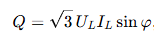 Q = √3 U_L I_L sin φ.